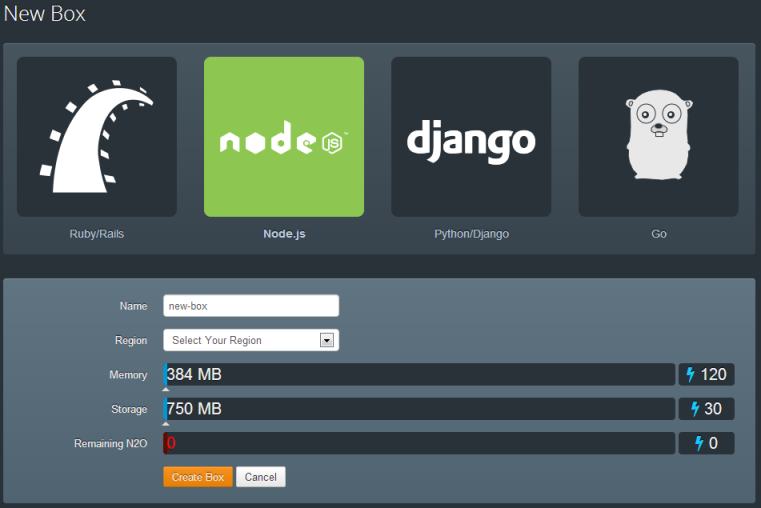 New Box
node JS ™
django
Ruby/Rails
Node.js
Python/Django
Go
Name
new-box
Region
Select Your Region
Memory
384 MB
120
Storage
750 MB
30
Remaining N2O
0
0
Create Box
Cancel